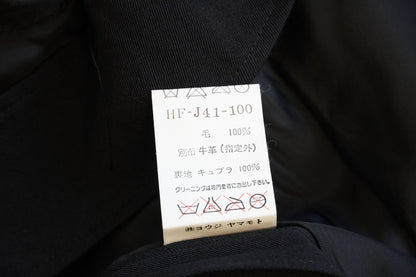 HF-J41-100
毛 100%
別布 牛革(指定外)
裏地 キュプラ 100%
クリーニングは専門業者にお出し下さい。
㈱ヨウジ ヤマモト